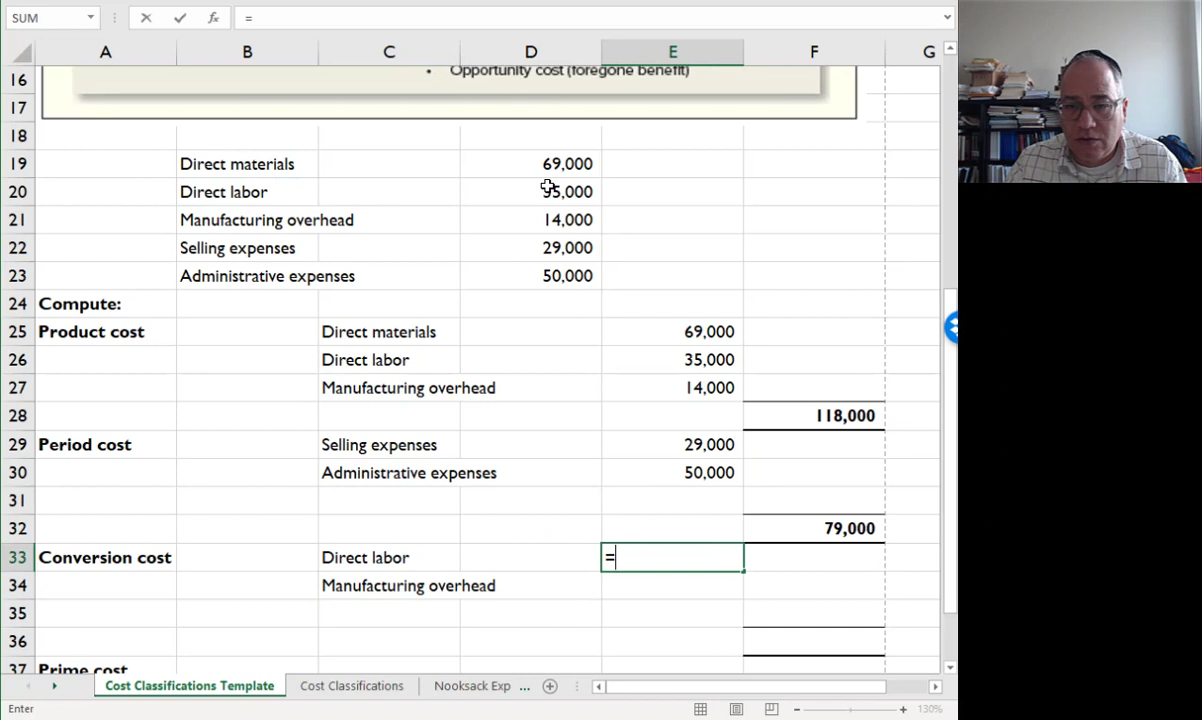 SUM =
A B C D E F G
16 • Opportunity cost (foregone benefit)
17
18
19 Direct materials 69,000
20 Direct labor 35,000
21 Manufacturing overhead 14,000
22 Selling expenses 29,000
23 Administrative expenses 50,000
24 Compute:
25 Product cost Direct materials 69,000
26 Direct labor 35,000
27 Manufacturing overhead 14,000
28 118,000
29 Period cost Selling expenses 29,000
30 Administrative expenses 50,000
31
32 79,000
33 Conversion cost Direct labor =
34 Manufacturing overhead
35
36
37 Prime cost
Cost Classifications Template Cost Classifications Nooksack Exp ...
Enter 130%